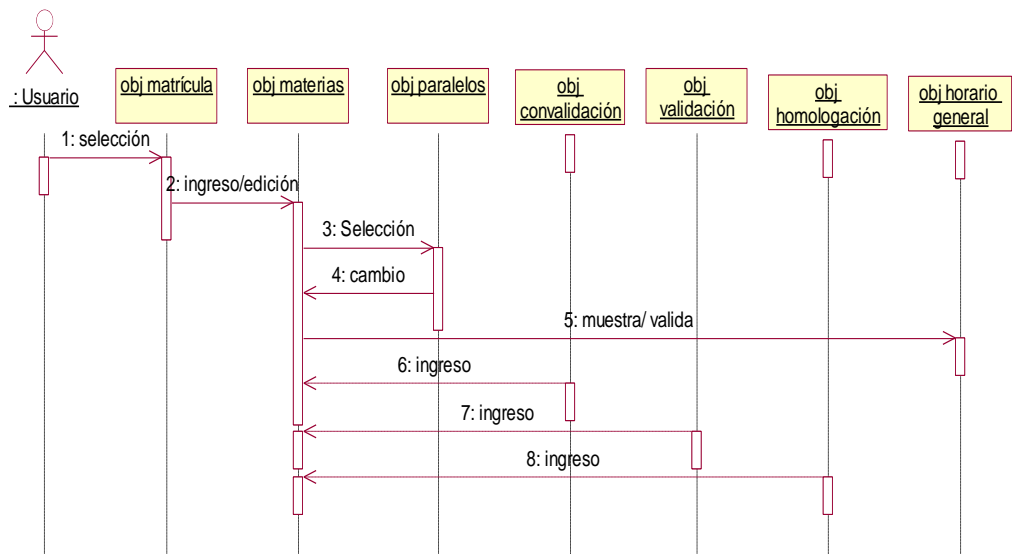 : Usuario
obj matrícula
obj materias
obj paralelos
obj
convalidación
obj
validación
obj
homologación
obj horario
general
1: selección
2: ingreso/edición
3: Selección
4: cambio
5: muestra/ valida
6: ingreso
7: ingreso
8: ingreso